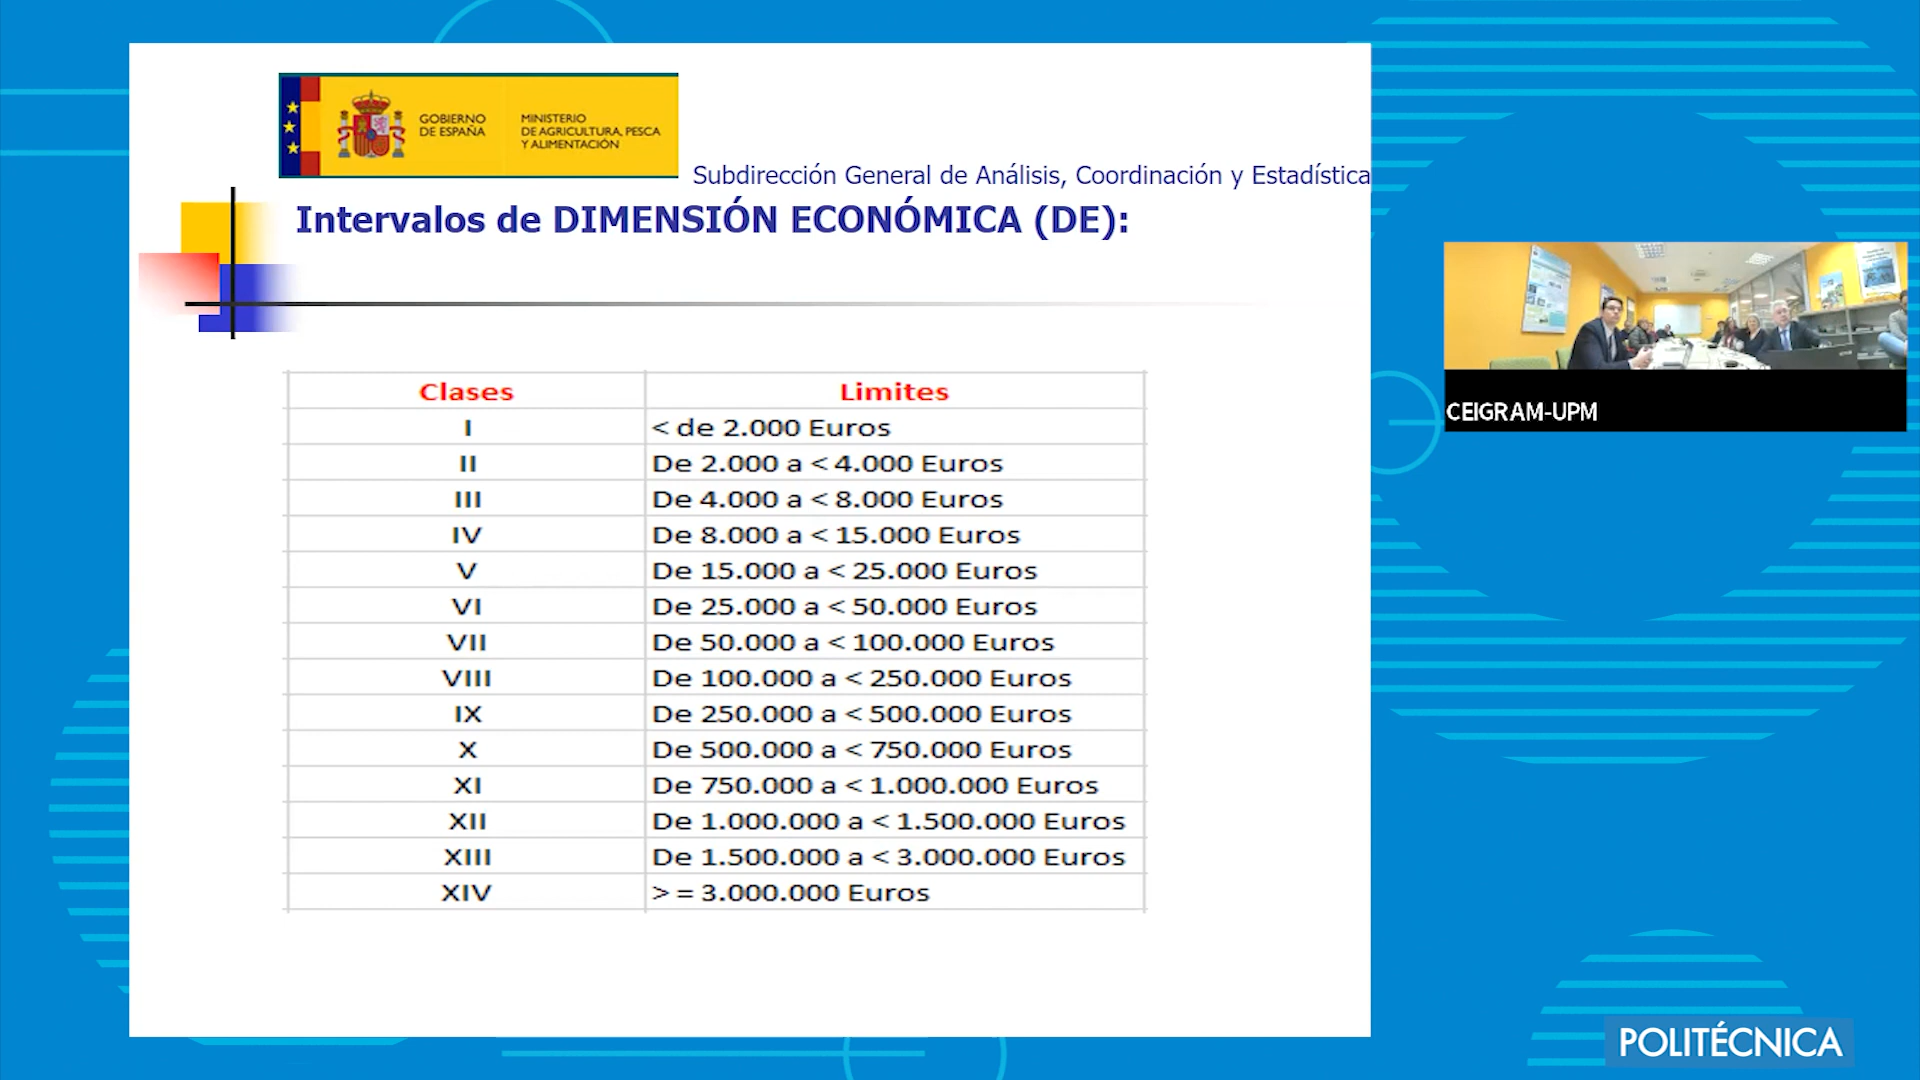 GOBIERNO
DE ESPAÑA
MINISTERIO
DE AGRICULTURA, PESCA
Y ALIMENTACIÓN
Subdirección General de Análisis, Coordinación y Estadística
Intervalos de DIMENSIÓN ECONÓMICA (DE):
Clases Limites
I < de 2.000 Euros
II De 2.000 a < 4.000 Euros
III De 4.000 a < 8.000 Euros
IV De 8.000 a < 15.000 Euros
V De 15.000 a < 25.000 Euros
VI De 25.000 a < 50.000 Euros
VII De 50.000 a < 100.000 Euros
VIII De 100.000 a < 250.000 Euros
IX De 250.000 a < 500.000 Euros
X De 500.000 a < 750.000 Euros
XI De 750.000 a < 1.000.000 Euros
XII De 1.000.000 a < 1.500.000 Euros
XIII De 1.500.000 a < 3.000.000 Euros
XIV > = 3.000.000 Euros
CEIGRAM-UPM
POLITÉCNICA